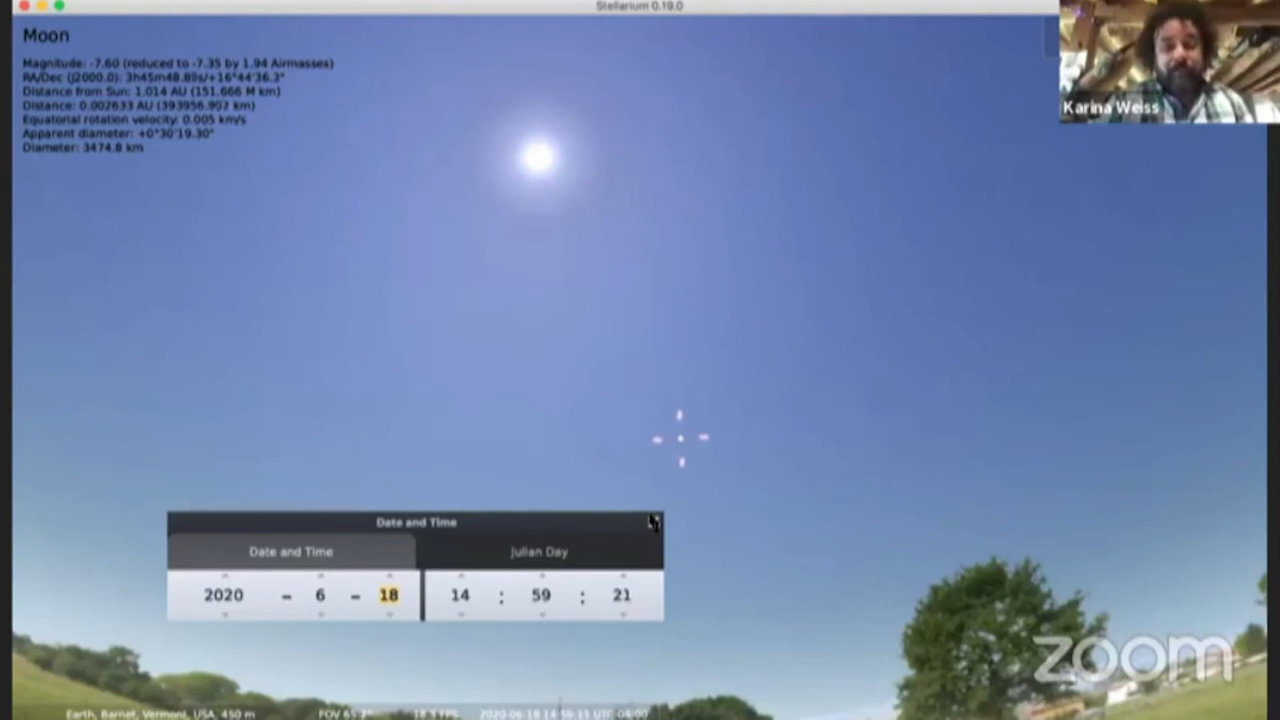 Stellarium 0.19.0
Moon
Magnitude: -7.60 (reduced to -7.35 by 1.94 Airmasses)
RA/Dec (J2000.0): 3h45m48.88s/+16°44'36.3"
Distance from Sun: 1.014 AU (151.666 M km)
Distance: 0.002633 AU (393956.902 km)
Equatorial rotation velocity: 0.005 km/s
Apparent diameter: +0°30'19.30"
Diameter: 3474.8 km
Karina Weiss
Date and Time
Date and Time Julian Day
2020 - 6 - 18 14 : 59 : 21
zoom
Earth, Barnet, Vermont, USA, 450 m FOV